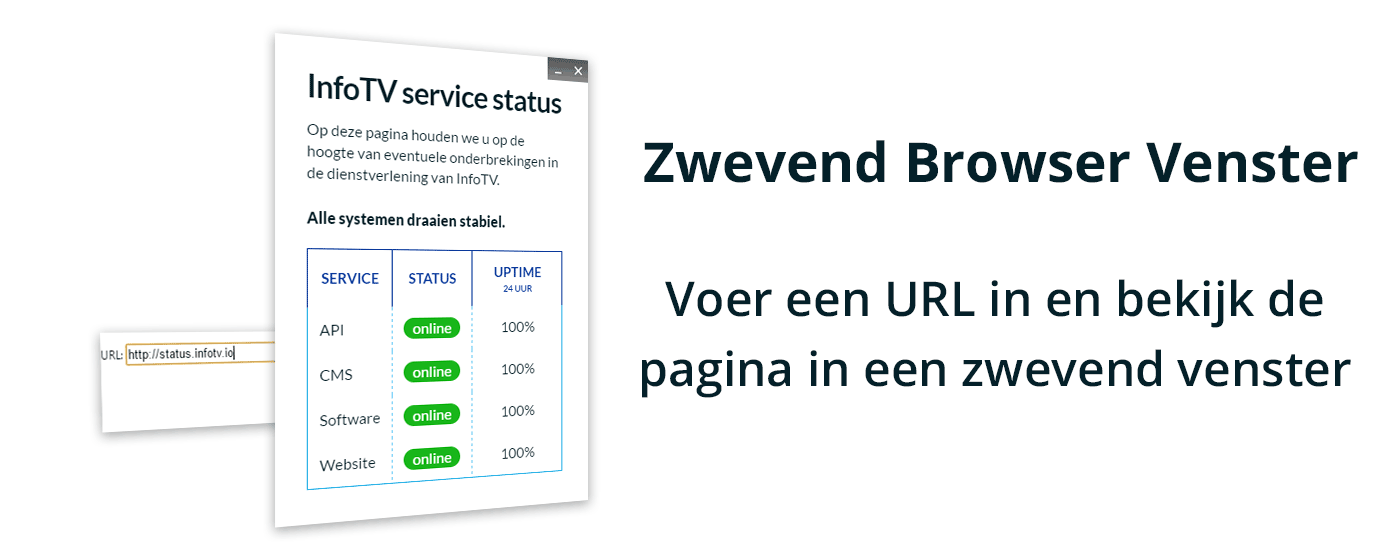 InfoTV service status
Op deze pagina houden we u op de
hoogte van eventuele onderbrekingen in
de dienstverlening van InfoTV.
Alle systemen draaien stabiel.
SERVICE STATUS UPTIME
24 UUR
API online 100%
CMS online 100%
Software online 100%
Website online 100%
URL: http://status.infotv.io
Zwevend Browser Venster
Voer een URL in en bekijk de
pagina in een zwevend venster